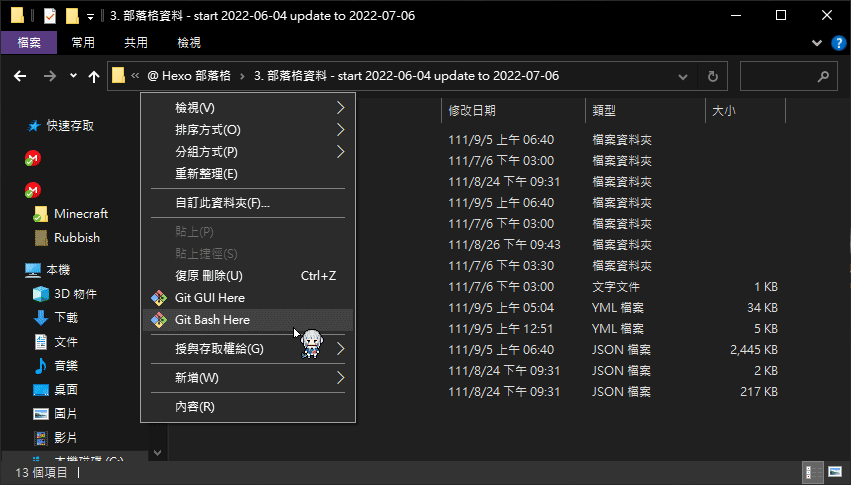 3. 部落格資料 - start 2022-06-04 update to 2022-07-06
檔案 常用 共用 檢視
@ Hexo 部落格 3. 部落格資料 - start 2022-06-04 update to 2022-07-06
修改日期 類型 大小
快速存取
Minecraft
Rubbish
本機
3D 物件
下載
文件
音樂
桌面
圖片
影片
檢視(V)
排序方式(O)
分組方式(P)
重新整理(E)
自訂此資料夾(F)...
貼上(P)
貼上捷徑(S)
復原 刪除(U) Ctrl+Z
Git GUI Here
Git Bash Here
授與存取權給(G)
新增(W)
內容(R)
111/9/5 上午 06:40 檔案資料夾
111/7/6 下午 03:00 檔案資料夾
111/8/24 下午 09:31 檔案資料夾
111/9/5 上午 06:40 檔案資料夾
111/7/6 下午 03:00 檔案資料夾
111/8/26 下午 09:43 檔案資料夾
111/7/6 下午 03:30 檔案資料夾
111/7/6 下午 03:00 文字文件 1 KB
111/9/5 上午 05:04 YML 檔案 34 KB
111/9/5 上午 12:51 YML 檔案 5 KB
111/9/5 上午 06:40 JSON 檔案 2,445 KB
111/8/24 下午 09:31 JSON 檔案 2 KB
111/8/24 下午 09:31 JSON 檔案 217 KB
13 個項目